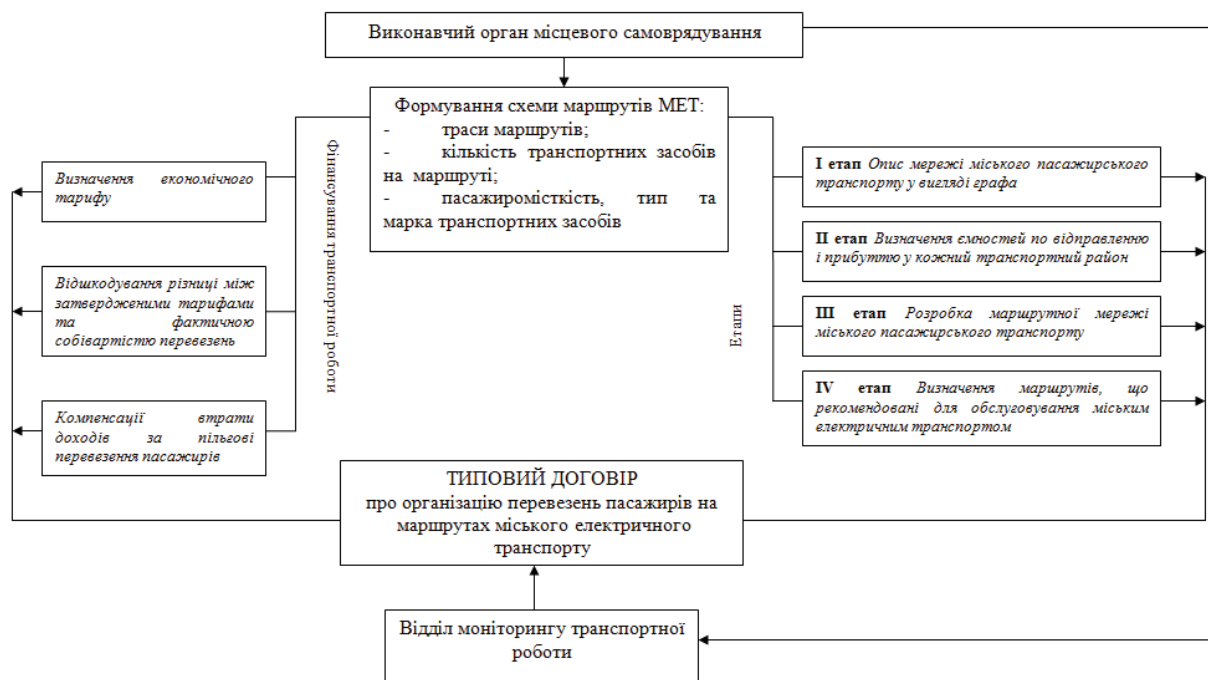 Виконавчий орган місцевого самоврядування
Формування схеми маршрутів МЕТ:
- траси маршрутів;
- кількість транспортних засобів
на маршруті;
- пасажиромісткість, тип та
марка транспортних засобів
Фінансування транспортної роботи
Етапи
Визначення економічного
тарифу
Відшкодування різниці між
затвердженими тарифами
та фактичною
собівартістю перевезень
Компенсації втрати
доходів за пільгові
перевезення пасажирів
І етап Опис мережі міського пасажирського
транспорту у вигляді графа
ІІ етап Визначення ємностей по відправленню
і прибуттю у кожний транспортний район
ІІІ етап Розробка маршрутної мережі
міського пасажирського транспорту
IV етап Визначення маршрутів, що
рекомендовані для обслуговування міським
електричним транспортом
ТИПОВИЙ ДОГОВІР
про організацію перевезень пасажирів на
маршрутах міського електричного
транспорту
Відділ моніторингу транспортної
роботи